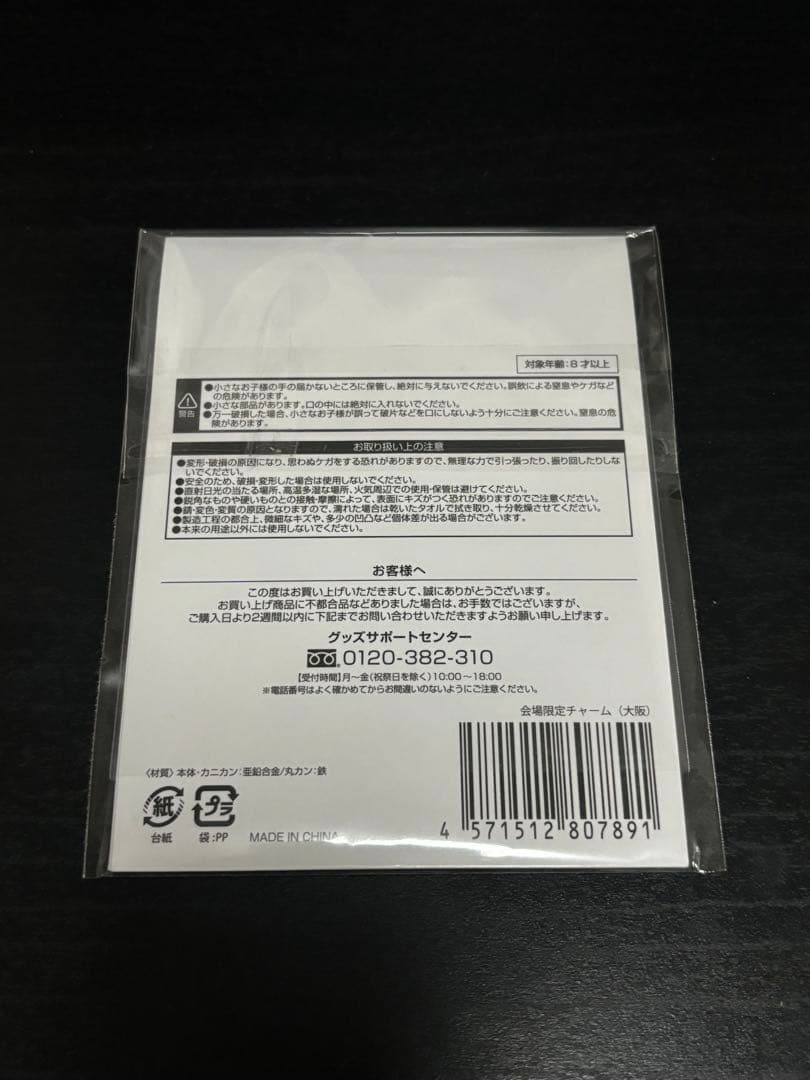 対象年齢:8才以上
警告
●小さなお子様の手の届かないところに保管し、絶対に与えないでください。誤飲による窒息やケガなど
の危険があります。
●小さな部品があります。口の中には絶対に入れないでください。
●万一破損した場合、小さなお子様が誤って破片などを口にしないよう十分にご注意ください。窒息の危
険があります。
お取り扱い上の注意
●変形・破損の原因になり、思わぬケガをする恐れがありますので、無理な力で引っ張ったり、振り回したりしな
いでください。
●安全のため、破損・変形した場合は使用しないでください。
●直射日光の当たる場所、高温多湿な場所、火気周辺での使用・保管は避けてください。
●鋭角なものや硬いものとの接触・摩擦によって、表面にキズがつく恐れがありますのでご注意ください。
●錆・変色・変質の原因となりますので、濡れた場合は乾いたタオルで拭き取り、十分乾燥させてください。
●製造工程の都合上、微細なキズや、多少の凹凸など個体差が出る場合がございます。
●本来の用途以外には使用しないでください。
お客様へ
この度はお買い上げいただきまして、誠にありがとうございます。
お買い上げ商品に不都合品などありました場合は、お手数ではございますが、
ご購入日より2週間以内に下記までお問い合わせいただきますようお願い申し上げます。
グッズサポートセンター
0120-382-310
【受付時間】月〜金(祝祭日を除く)10:00〜18:00
※電話番号はよく確かめてからお間違いのないようにご注意ください。
会場限定チャーム(大阪)
〈材質〉本体・カニカン:亜鉛合金/丸カン:鉄
紙
台紙
プラ
袋:PP
MADE IN CHINA
4 571512 807891